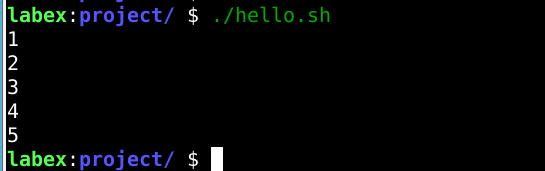 labex:project/ $ ./hello.sh
1
2
3
4
5
labex:project/ $